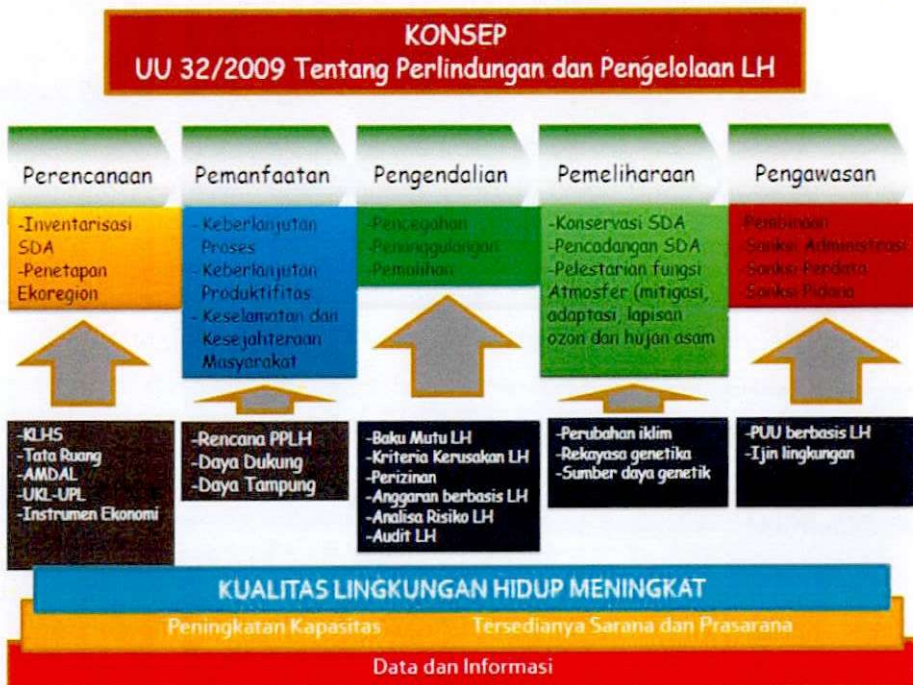 KONSEP
UU 32/2009 Tentang Perlindungan dan Pengelolaan LH
Perencanaan
Pemanfaatan
Pengendalian
Pemeliharaan
Pengawasan
-Inventarisasi
SDA
-Penetapan
Ekoregion
- Keberlanjutan
Proses
- Keberlanjutan
Produktifitas
- Keselamatan dan
Kesejahteraan
Masyarakat
-Pencegahan
-Penanggulangan
-Pemulihan
-Konservasi SDA
-Pencadangan SDA
-Pelestarian fungsi
Atmosfer (mitigasi,
adaptasi, lapisan
ozon dan hujan asam
-Pembinaan
-Sanksi Administrasi
-Sanksi Perdata
-Sanksi Pidana
-KLHS
-Tata Ruang
-AMDAL
-UKL-UPL
-Instrumen Ekonomi
-Rencana PPLH
-Daya Dukung
-Daya Tampung
-Baku Mutu LH
-Kriteria Kerusakan LH
-Perizinan
-Anggaran berbasis LH
-Analisa Risiko LH
-Audit LH
-Perubahan iklim
-Rekayasa genetika
-Sumber daya genetik
-PUU berbasis LH
-Ijin lingkungan
KUALITAS LINGKUNGAN HIDUP MENINGKAT
Peningkatan Kapasitas
Tersedianya Sarana dan Prasarana
Data dan Informasi